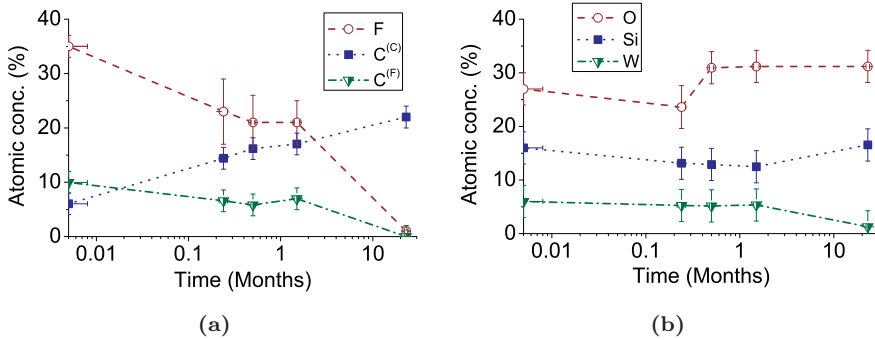 40
30
20
10
0
Atomic conc. (%)
F
C(C)
C(F)
0.01 0.1 1 10
Time (Months)
(a)
40
30
20
10
0
Atomic conc. (%)
O
Si
W
0.01 0.1 1 10
Time (Months)
(b)